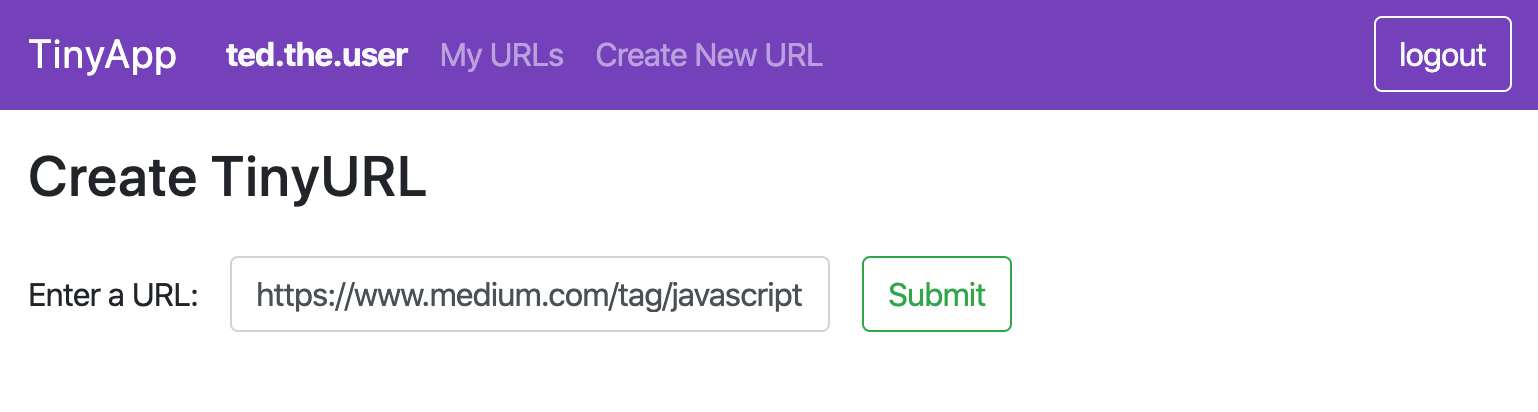 TinyApp ted.the.user My URLs Create New URL logout
Create TinyURL
Enter a URL: https://www.medium.com/tag/javascript Submit